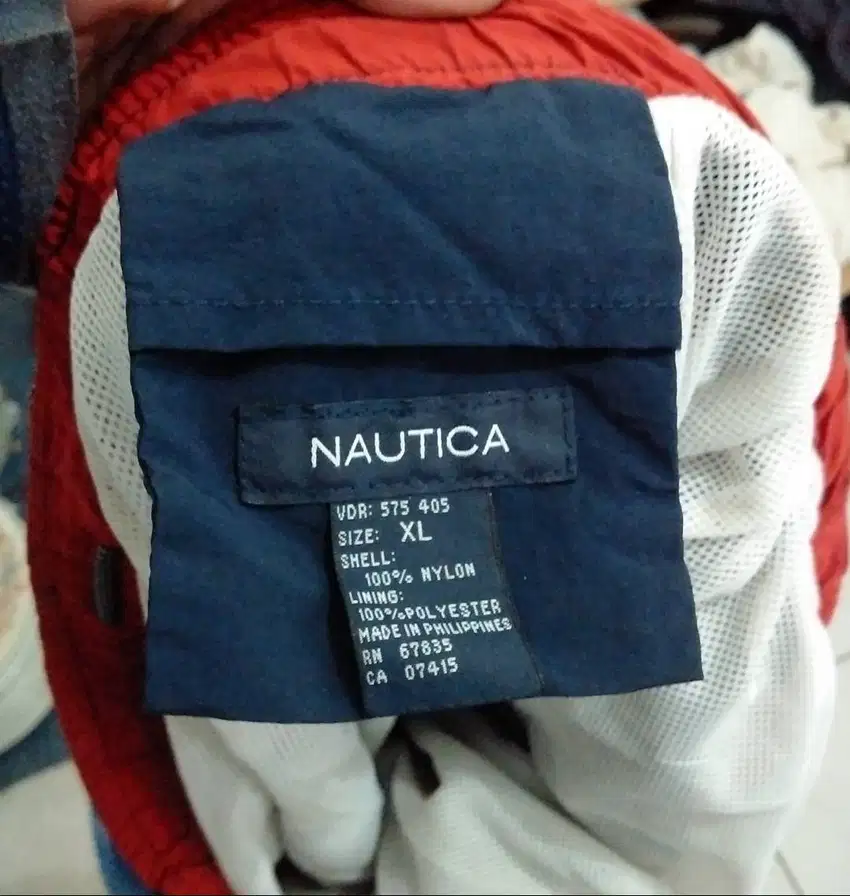 NAUTICA
VDR: 575 405
SIZE: XL
SHELL:
100% NYLON
LINING:
100%POLYESTER
MADE IN PHILIPPINES
RN 67835
CA 07415